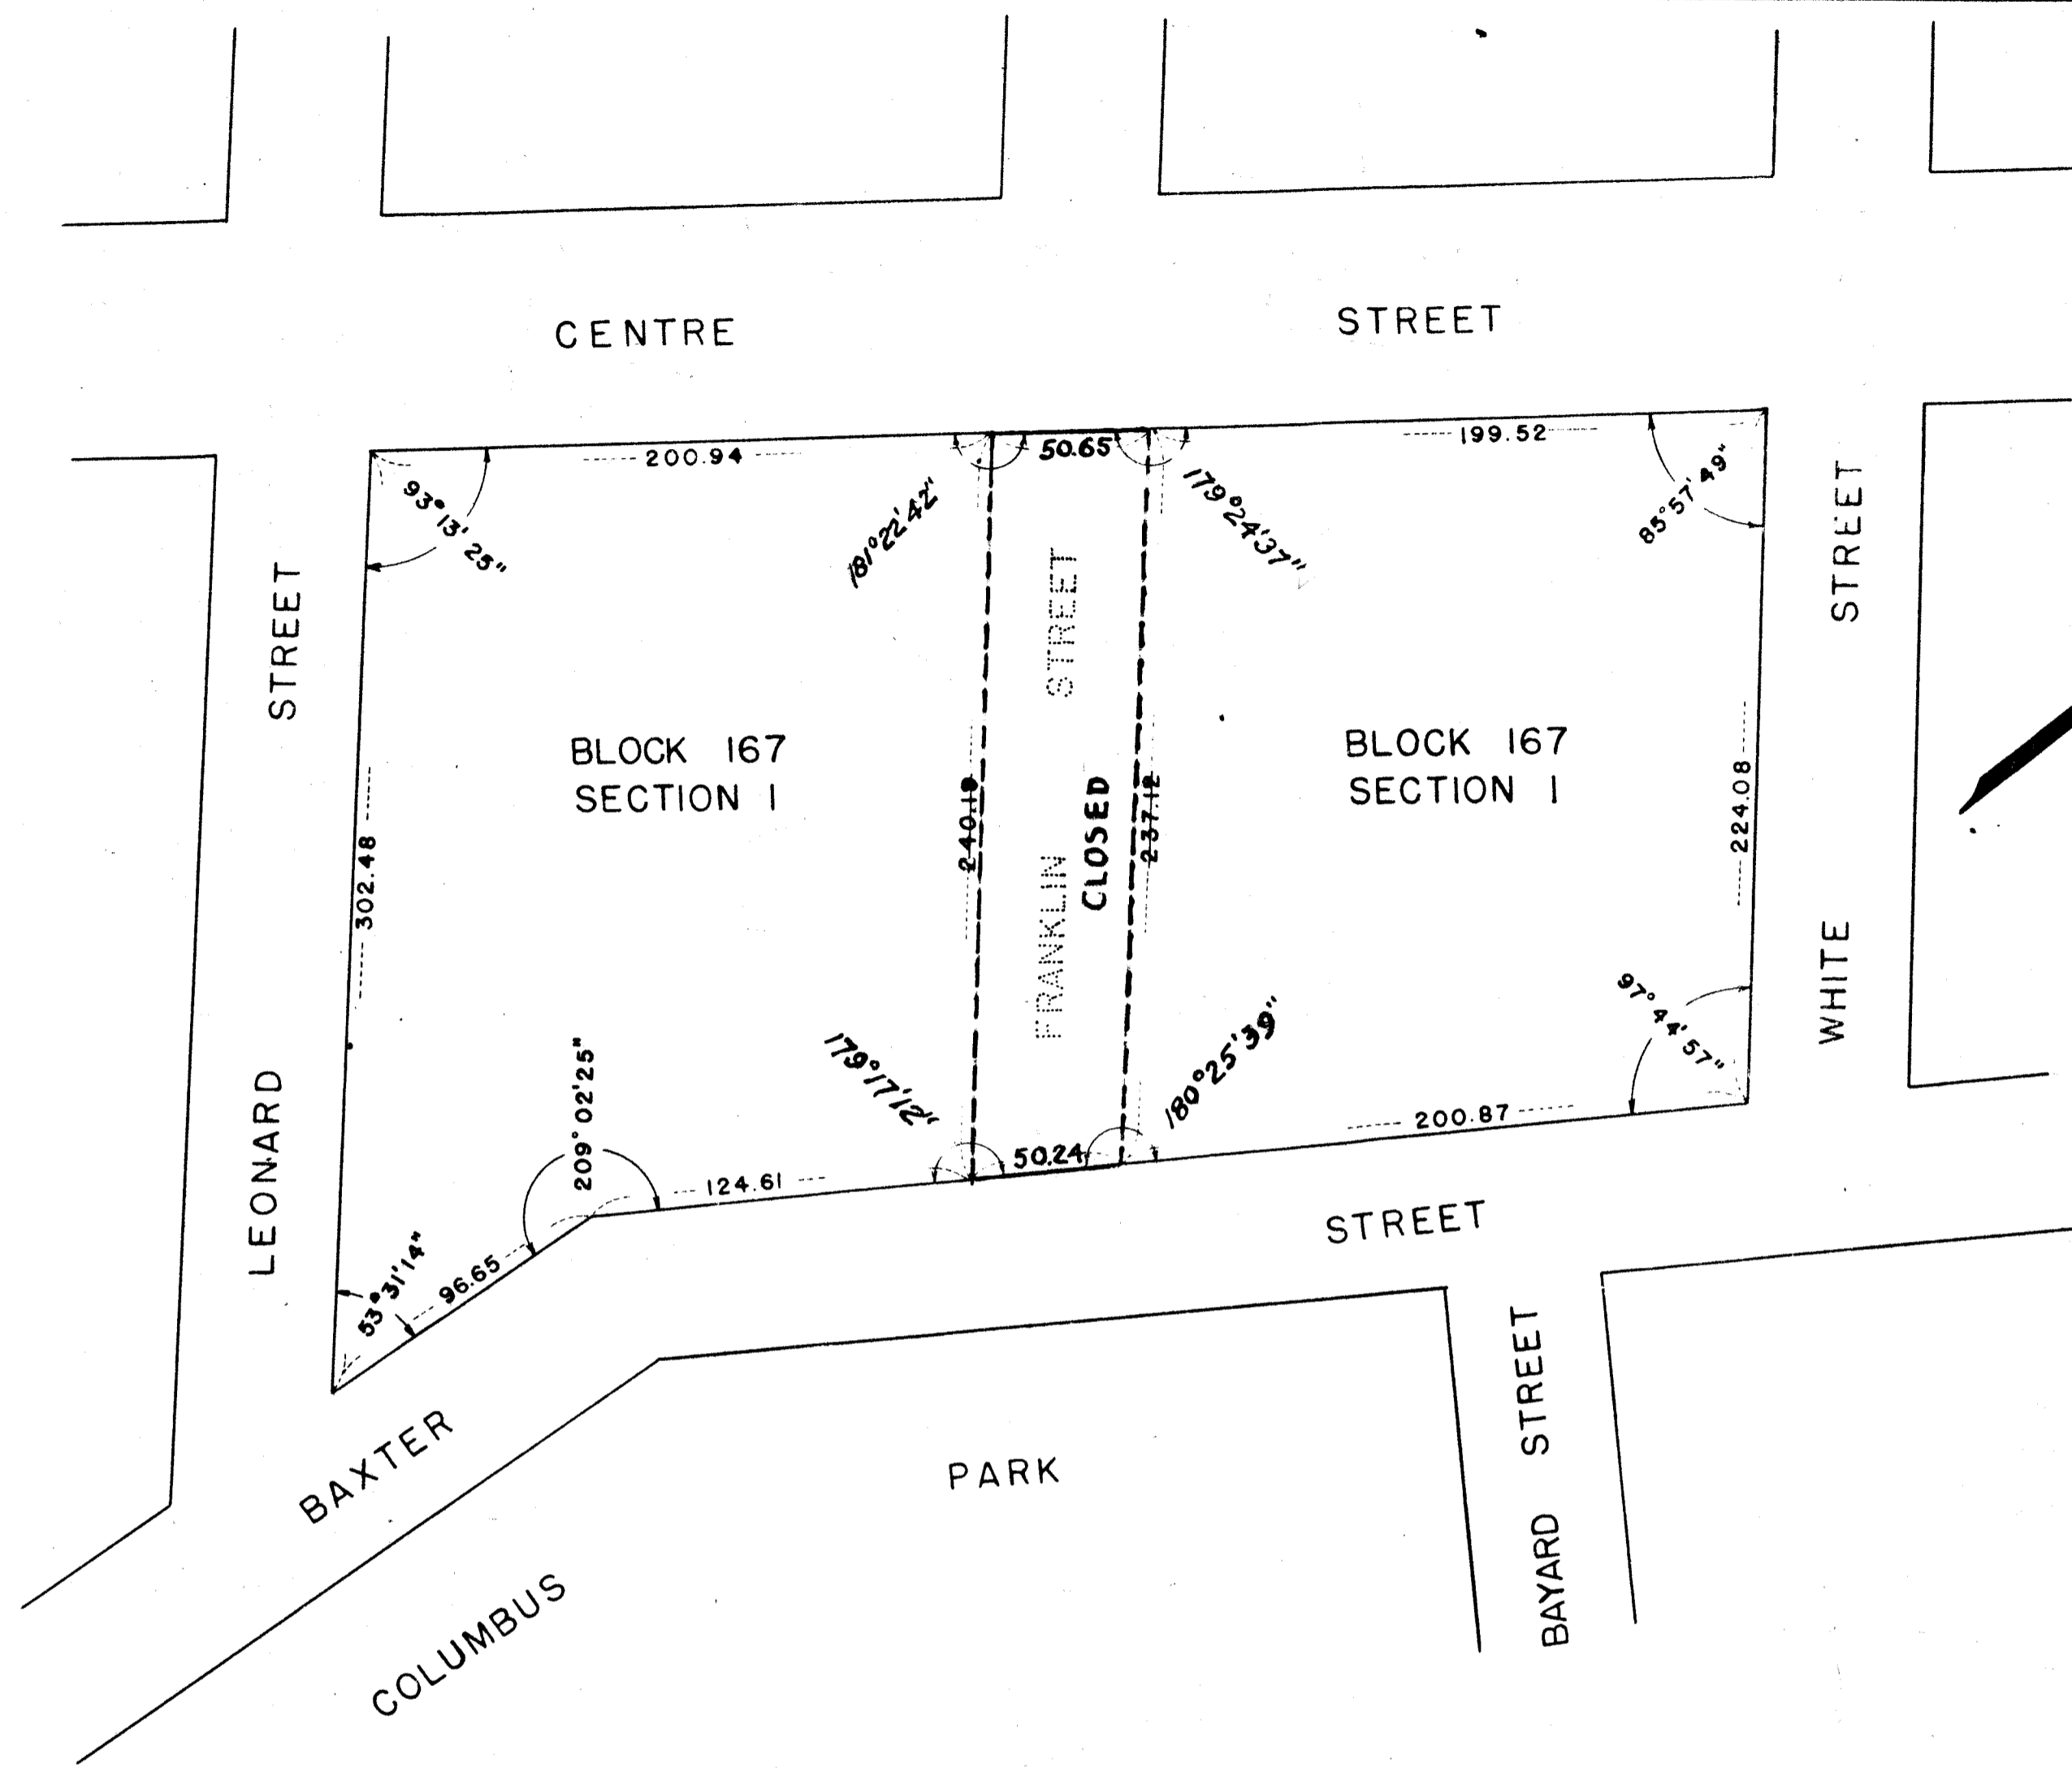 CENTRE STREET
200.94
50.65
199.52
93°13'25"
181°22'42"
179°24'37"
85°57'49"
STREET
STREET
STREET
BLOCK 167
SECTION 1
BLOCK 167
SECTION 1
302.48
240.19
CLOSED
237.12
224.08
FRANKLIN
WHITE
LEONARD
209°02'25"
179°17'12"
180°25'39"
97°44'57"
124.61
50.24
200.87
53°31'14"
96.65
STREET
BAXTER
PARK
COLUMBUS
BAYARD STREET